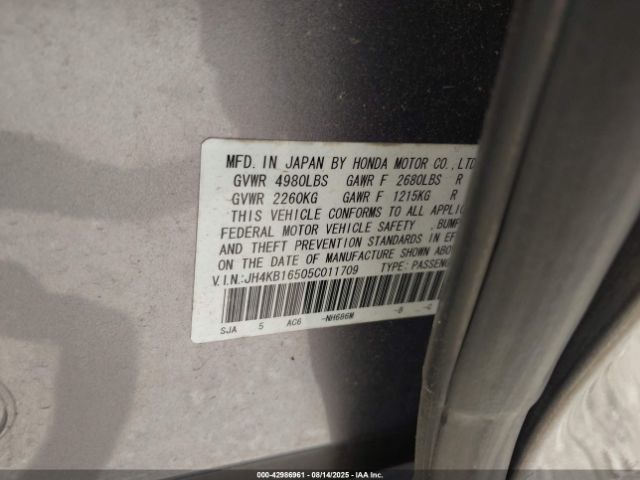 MFD. IN JAPAN BY HONDA MOTOR CO.,LTD
GVWR 4980LBS GAWR F 2680LBS R
GVWR 2260KG GAWR F 1215KG R
THIS VEHICLE CONFORMS TO ALL APPLIC
FEDERAL MOTOR VEHICLE SAFETY ,BUMP
AND THEFT PREVENTION STANDARDS IN EF
ON THE DATE OF MANUFACTURE SHOWN ABO
V.I.N.:JH4KB16505C011709 TYPE: PASSENG
SJA 5 AC6 -NH686M -B -C
000-42986961 - 08/14/2025 - IAA Inc.